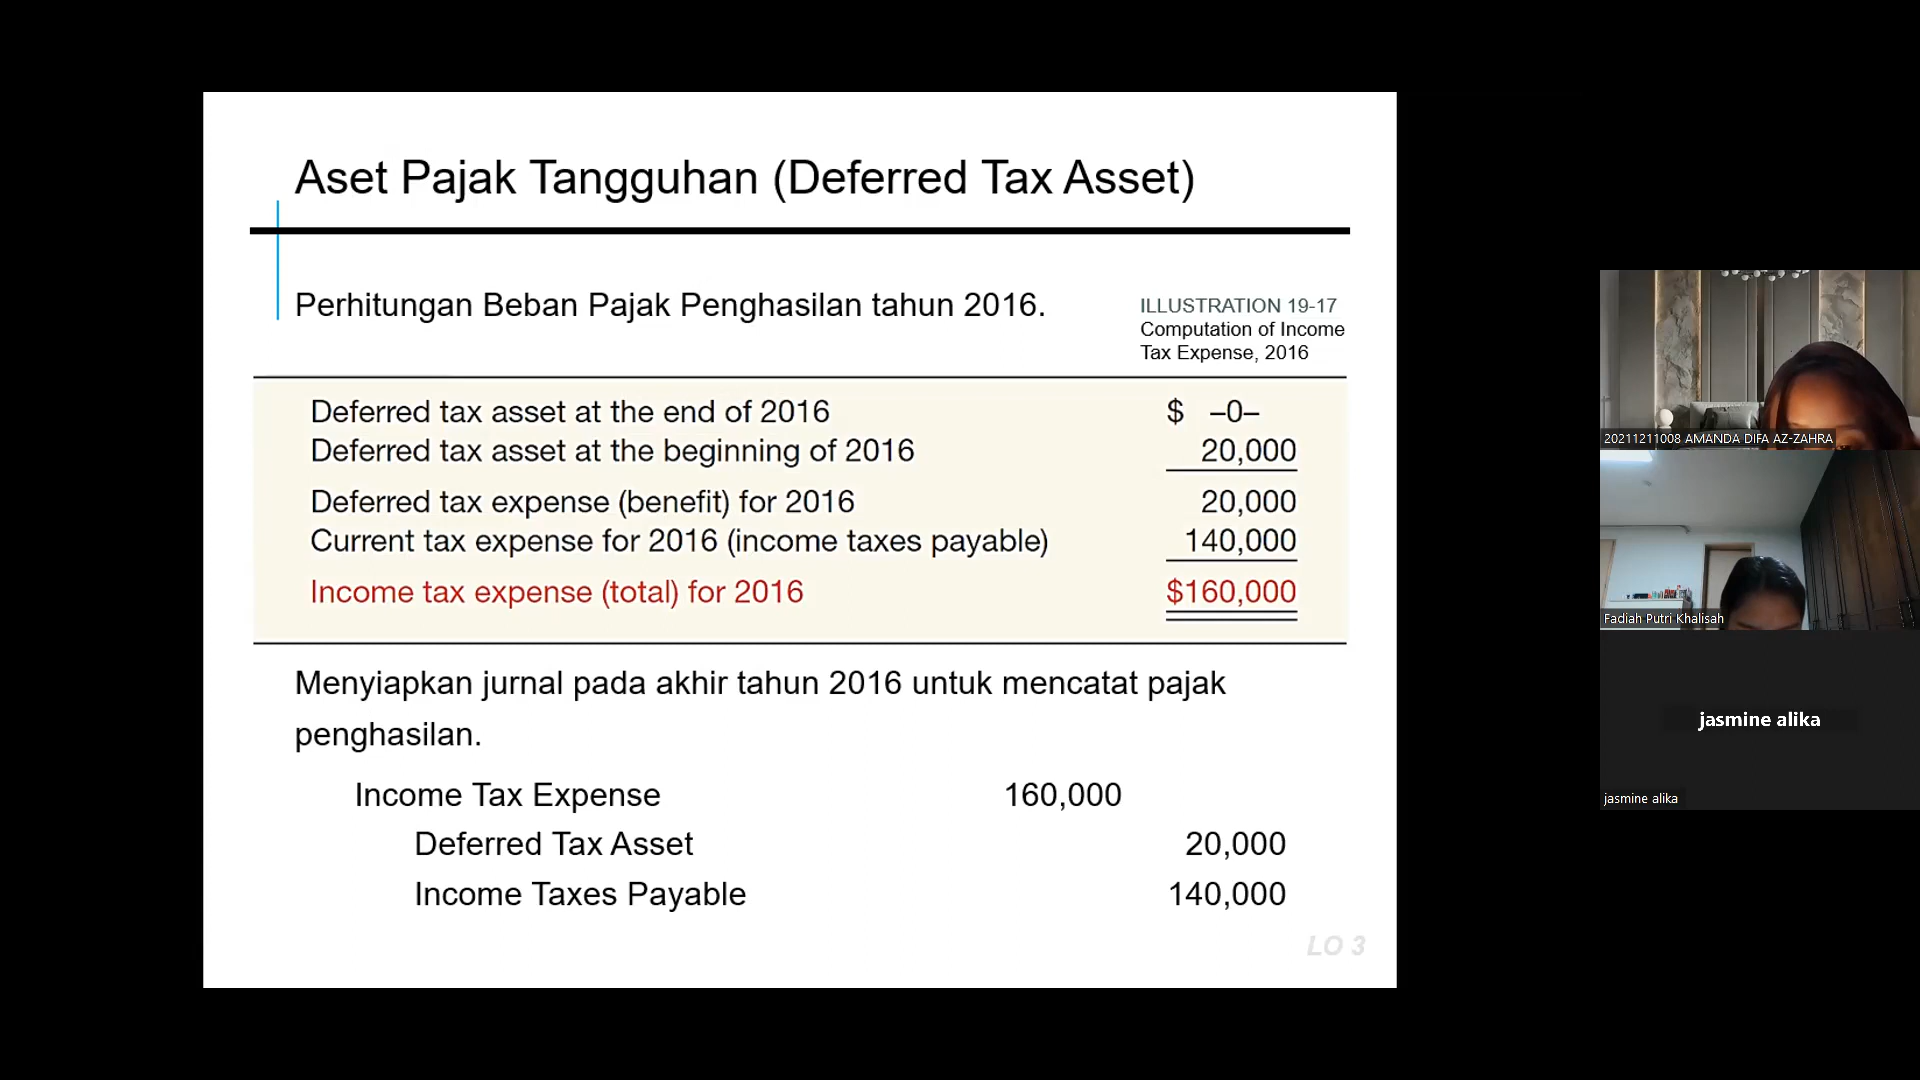 Aset Pajak Tangguhan (Deferred Tax Asset)
Perhitungan Beban Pajak Penghasilan tahun 2016.
ILLUSTRATION 19-17
Computation of Income
Tax Expense, 2016
Deferred tax asset at the end of 2016 $ –0–
Deferred tax asset at the beginning of 2016 20,000
Deferred tax expense (benefit) for 2016 20,000
Current tax expense for 2016 (income taxes payable) 140,000
Income tax expense (total) for 2016 $160,000
Menyiapkan jurnal pada akhir tahun 2016 untuk mencatat pajak
penghasilan.
Income Tax Expense 160,000
Deferred Tax Asset 20,000
Income Taxes Payable 140,000
LO 3
20211211008 AMANDA DIFA AZ-ZAHRA
Fadiah Putri Khalisah
jasmine alika
jasmine alika